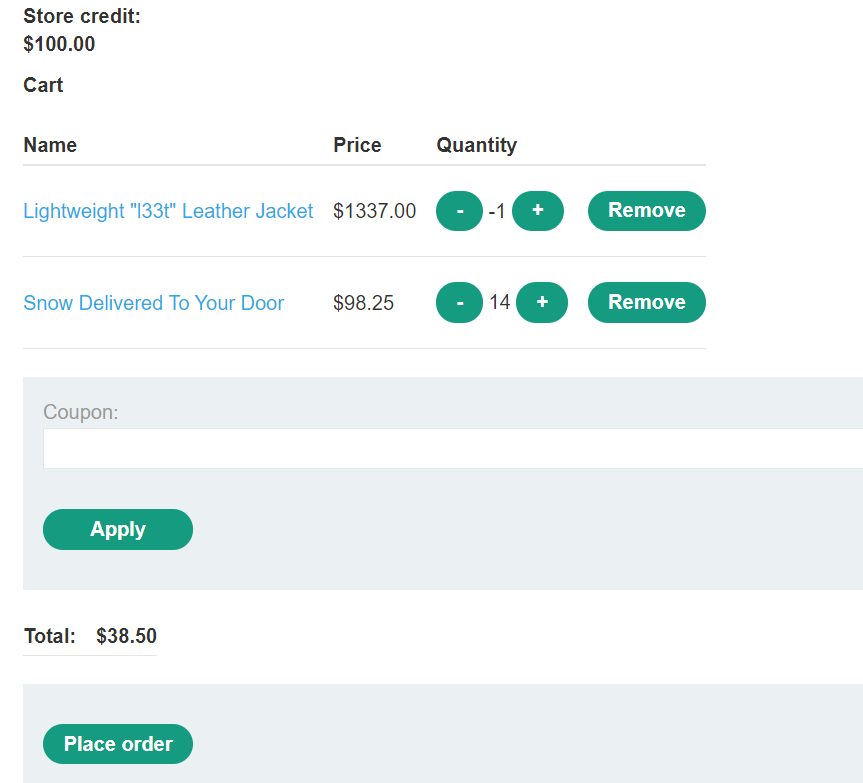 Store credit:
$100.00
Cart
Name Price Quantity
Lightweight "l33t" Leather Jacket $1337.00 - -1 + Remove
Snow Delivered To Your Door $98.25 - 14 + Remove
Coupon:
Apply
Total: $38.50
Place order